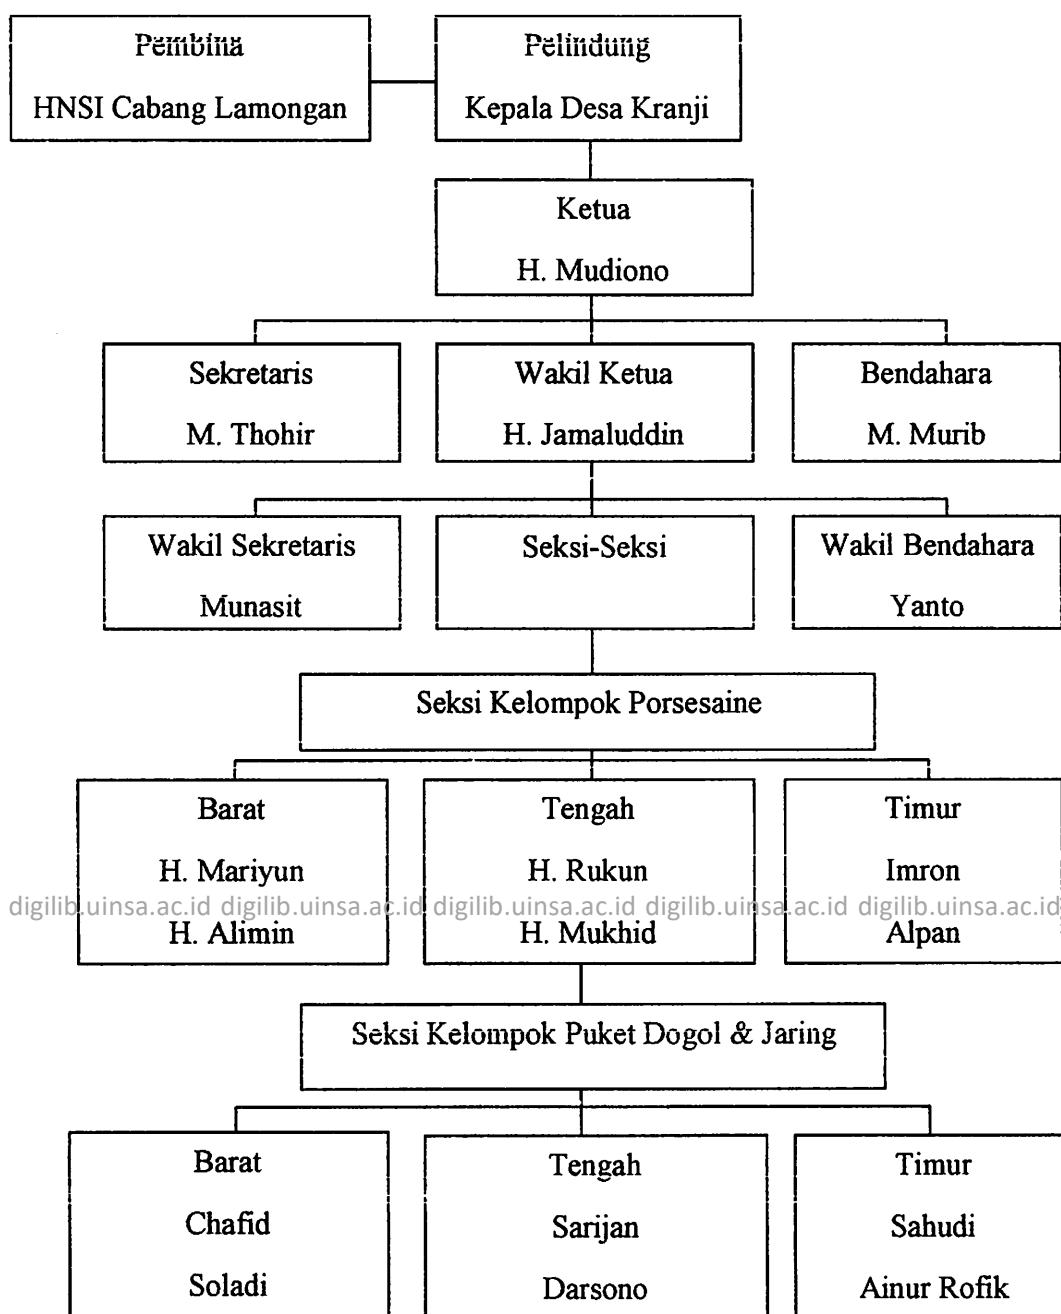 Pembina
HNSI Cabang Lamongan
Pelindung
Kepala Desa Kranji
Ketua
H. Mudiono
Sekretaris
M. Thohir
Wakil Ketua
H. Jamaluddin
Bendahara
M. Murib
Wakil Sekretaris
Munasit
Seksi-Seksi
Wakil Bendahara
Yanto
Seksi Kelompok Porsesaine
Barat
H. Mariyun
H. Alimin
Tengah
H. Rukun
H. Mukhid
Timur
Imron
Alpan
digilib.uinsa.ac.id digilib.uinsa.ac.id digilib.uinsa.ac.id digilib.uinsa.ac.id digilib.uinsa.ac.id
Seksi Kelompok Puket Dogol & Jaring
Barat
Chafid
Soladi
Tengah
Sarijan
Darsono
Timur
Sahudi
Ainur Rofik